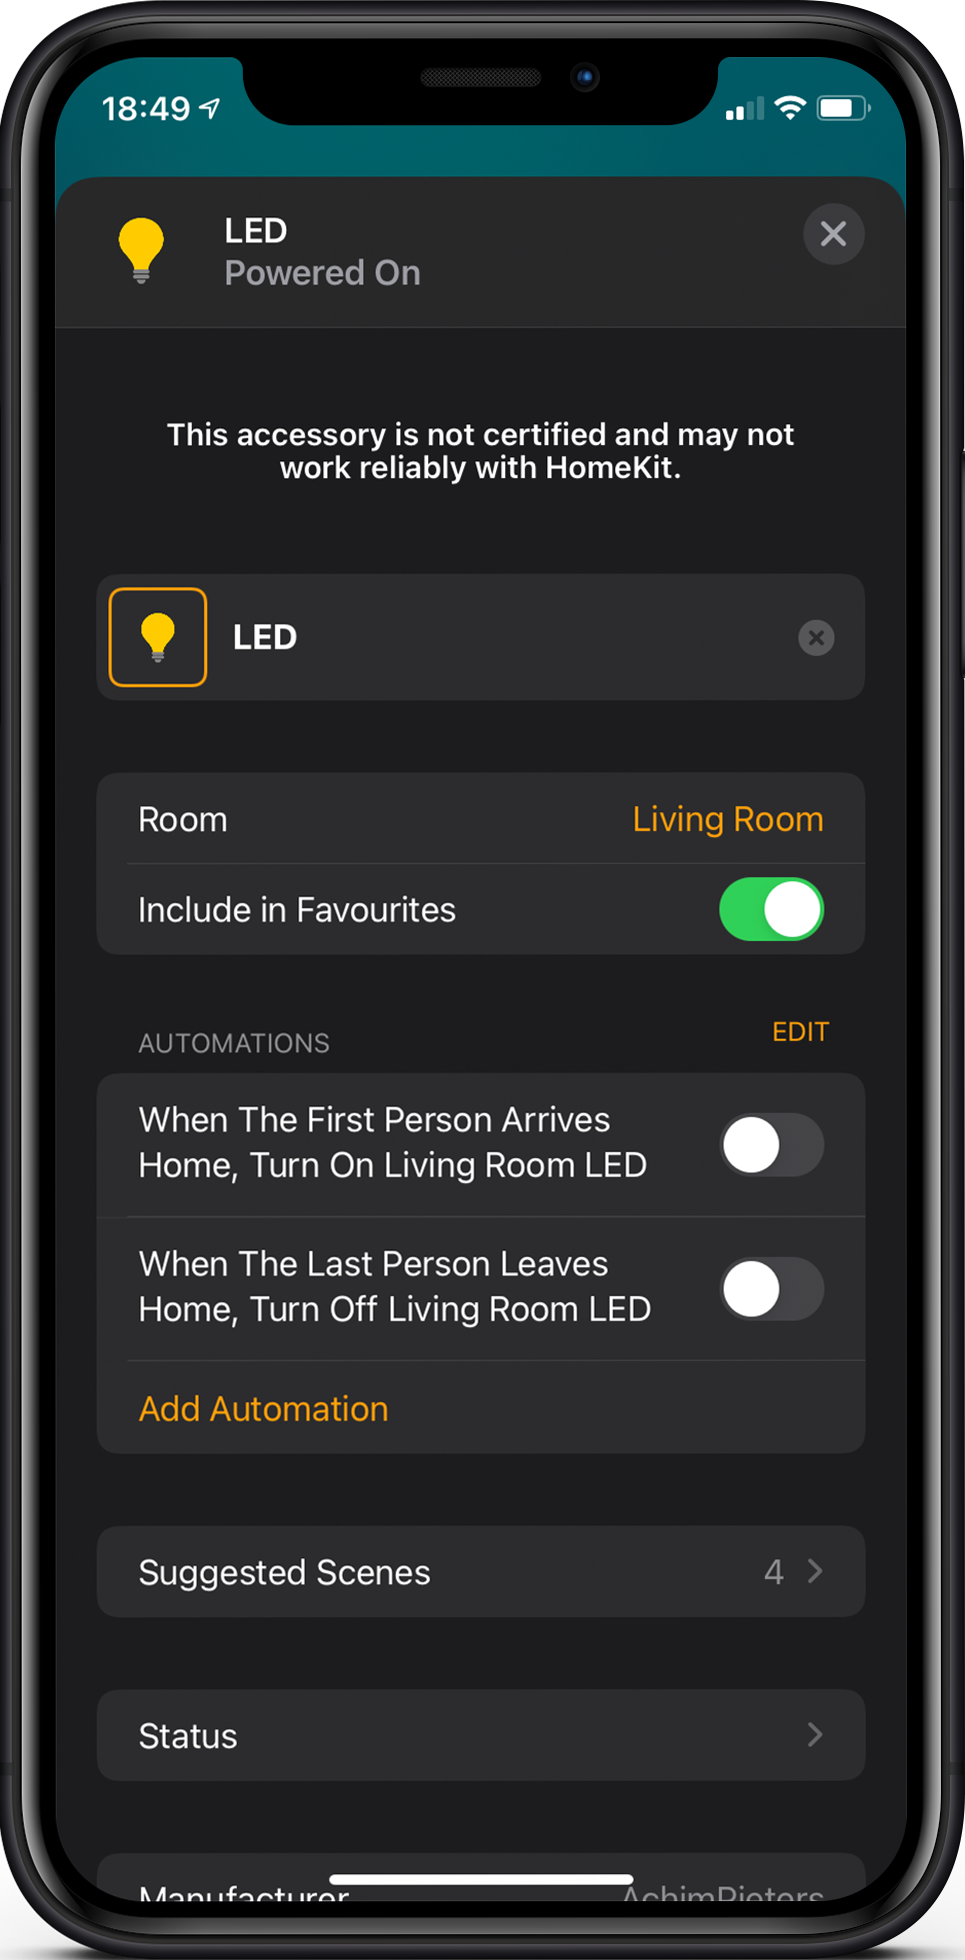 18:49
LED
Powered On
This accessory is not certified and may not
work reliably with HomeKit.
LED
Room
Living Room
Include in Favourites
EDIT
AUTOMATIONS
When The First Person Arrives
Home, Turn On Living Room LED
When The Last Person Leaves
Home, Turn Off Living Room LED
Add Automation
Suggested Scenes
4
Status
Manufacturer
AchimPieters